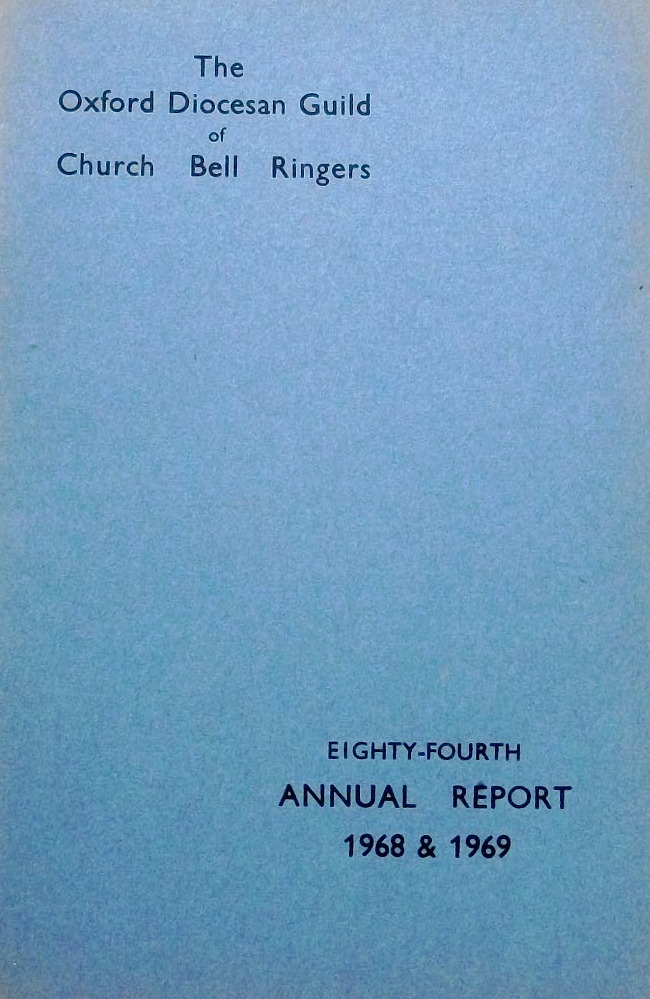 The
Oxford Diocesan Guild
of
Church Bell Ringers
EIGHTY-FOURTH
ANNUAL REPORT
1968 & 1969